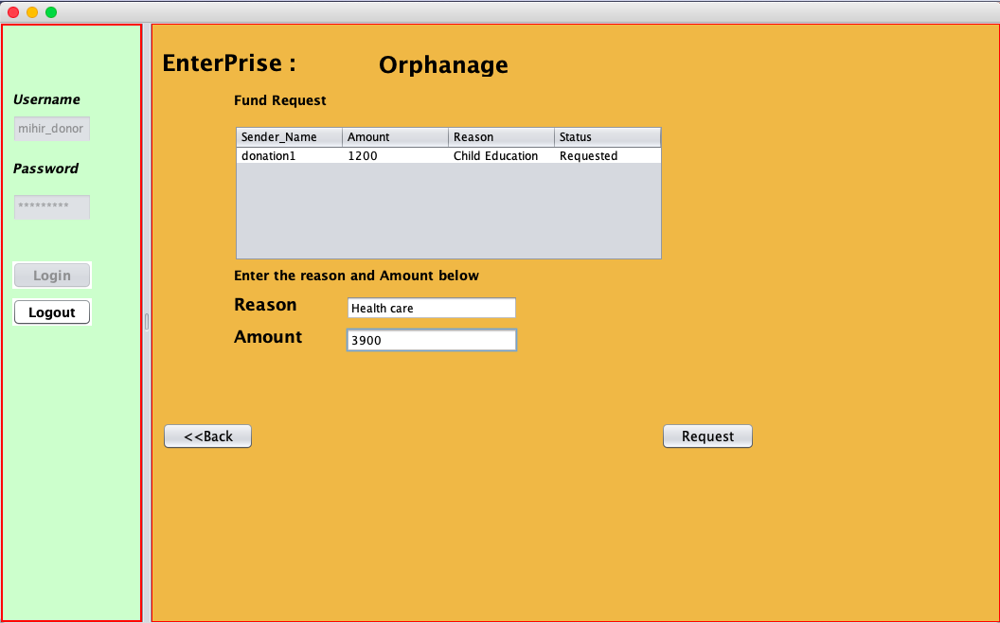 Username
mihir_donor
Password
*********
Login
Logout
EnterPrise : Orphanage
Fund Request
Sender_Name Amount Reason Status
donation1 1200 Child Education Requested
Enter the reason and Amount below
Reason Health care
Amount 3900
<<Back Request